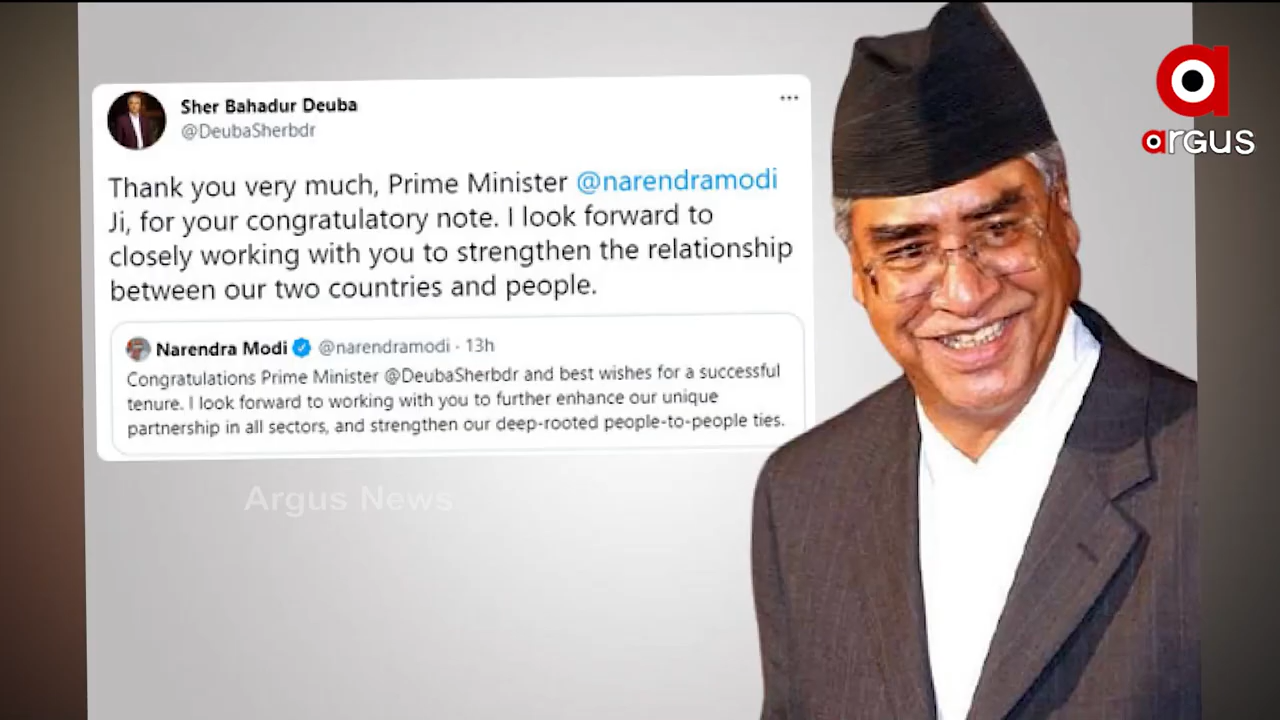 Sher Bahadur Deuba
@DeubaSherbdr
Thank you very much, Prime Minister @narendramodi
Ji, for your congratulatory note. I look forward to
closely working with you to strengthen the relationship
between our two countries and people.
Narendra Modi @narendramodi · 13h
Congratulations Prime Minister @DeubaSherbdr and best wishes for a successful
tenure. I look forward to working with you to further enhance our unique
partnership in all sectors, and strengthen our deep-rooted people-to-people ties.
Argus News
a
argus